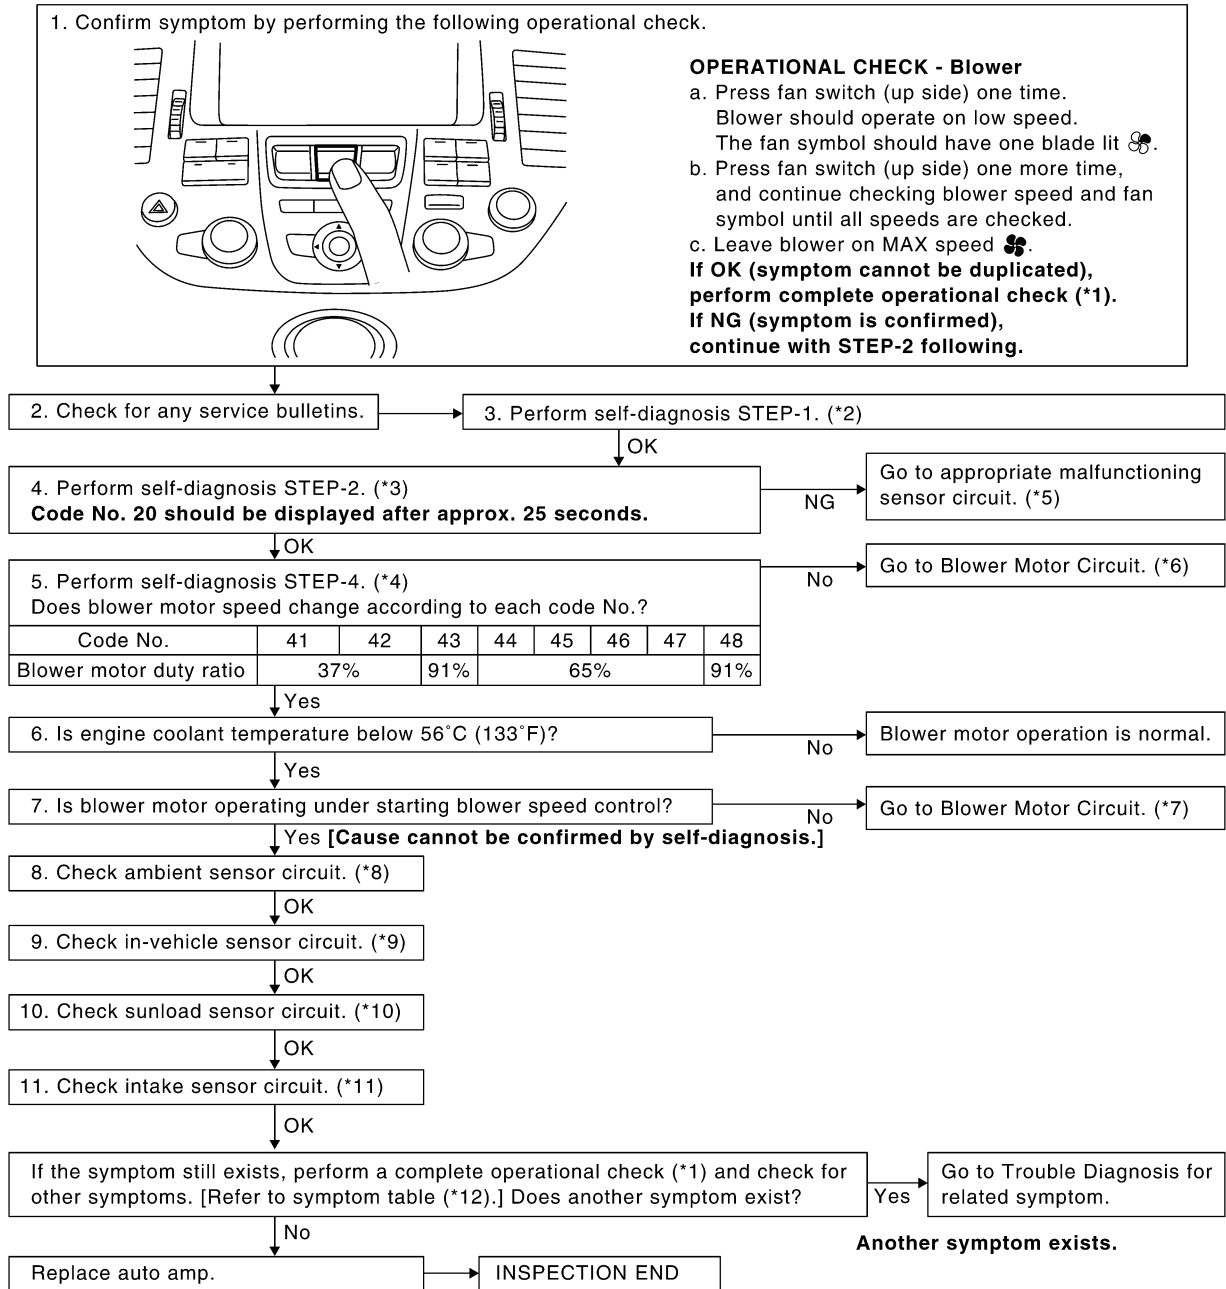 1. Confirm symptom by performing the following operational check.
OPERATIONAL CHECK - Blower
a. Press fan switch (up side) one time.
Blower should operate on low speed.
The fan symbol should have one blade lit .
b. Press fan switch (up side) one more time,
and continue checking blower speed and fan
symbol until all speeds are checked.
c. Leave blower on MAX speed .
If OK (symptom cannot be duplicated),
perform complete operational check (*1).
If NG (symptom is confirmed),
continue with STEP-2 following.
2. Check for any service bulletins.
3. Perform self-diagnosis STEP-1. (*2)
OK
4. Perform self-diagnosis STEP-2. (*3)
Code No. 20 should be displayed after approx. 25 seconds.
NG
Go to appropriate malfunctioning
sensor circuit. (*5)
OK
5. Perform self-diagnosis STEP-4. (*4)
Does blower motor speed change according to each code No.?
No
Go to Blower Motor Circuit. (*6)
Code No. 41 42 43 44 45 46 47 48
Blower motor duty ratio 37% 91% 65% 91%
Yes
6. Is engine coolant temperature below 56˚C (133˚F)?
No
Blower motor operation is normal.
Yes
7. Is blower motor operating under starting blower speed control?
No
Go to Blower Motor Circuit. (*7)
Yes [Cause cannot be confirmed by self-diagnosis.]
8. Check ambient sensor circuit. (*8)
OK
9. Check in-vehicle sensor circuit. (*9)
OK
10. Check sunload sensor circuit. (*10)
OK
11. Check intake sensor circuit. (*11)
OK
If the symptom still exists, perform a complete operational check (*1) and check for
other symptoms. [Refer to symptom table (*12).] Does another symptom exist?
Yes
Go to Trouble Diagnosis for
related symptom.
Another symptom exists.
No
Replace auto amp.
INSPECTION END